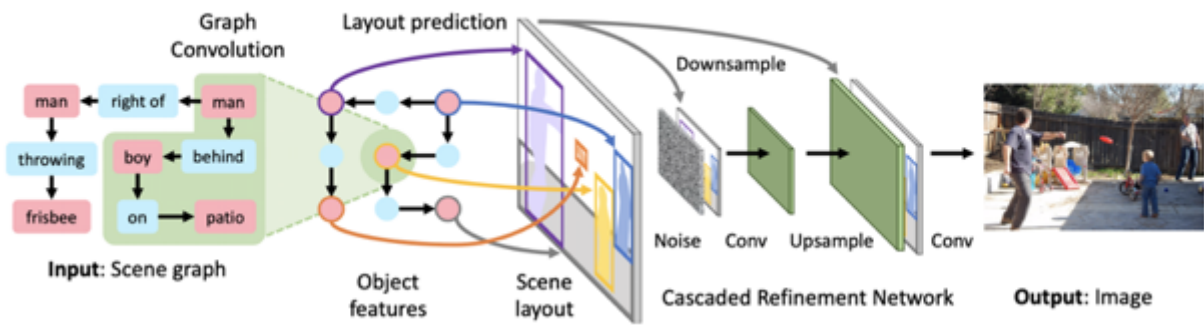 Graph
Convolution
Layout prediction
Downsample
man
right of
man
throwing
boy
behind
frisbee
on
patio
Input: Scene graph
Object
features
Scene
layout
Noise
Conv
Upsample
Conv
Cascaded Refinement Network
Output: Image